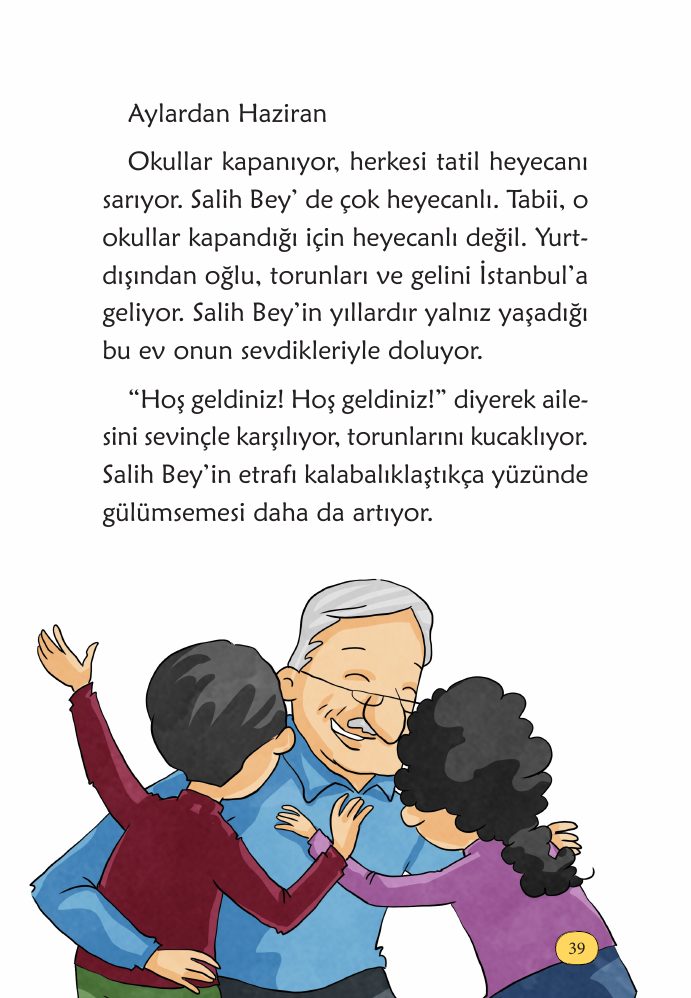 Aylardan Haziran
Okullar kapanıyor, herkesi tatil heyecanı
sarıyor. Salih Bey’ de çok heyecanlı. Tabii, o
okullar kapandığı için heyecanlı değil. Yurt-
dışından oğlu, torunları ve gelini İstanbul’a
geliyor. Salih Bey’in yıllardır yalnız yaşadığı
bu ev onun sevdikleriyle doluyor.
“Hoş geldiniz! Hoş geldiniz!” diyerek aile-
sini sevinçle karşılıyor, torunlarını kucaklıyor.
Salih Bey’in etrafı kalabalıklaştıkça yüzünde
gülümsemesi daha da artıyor.
39